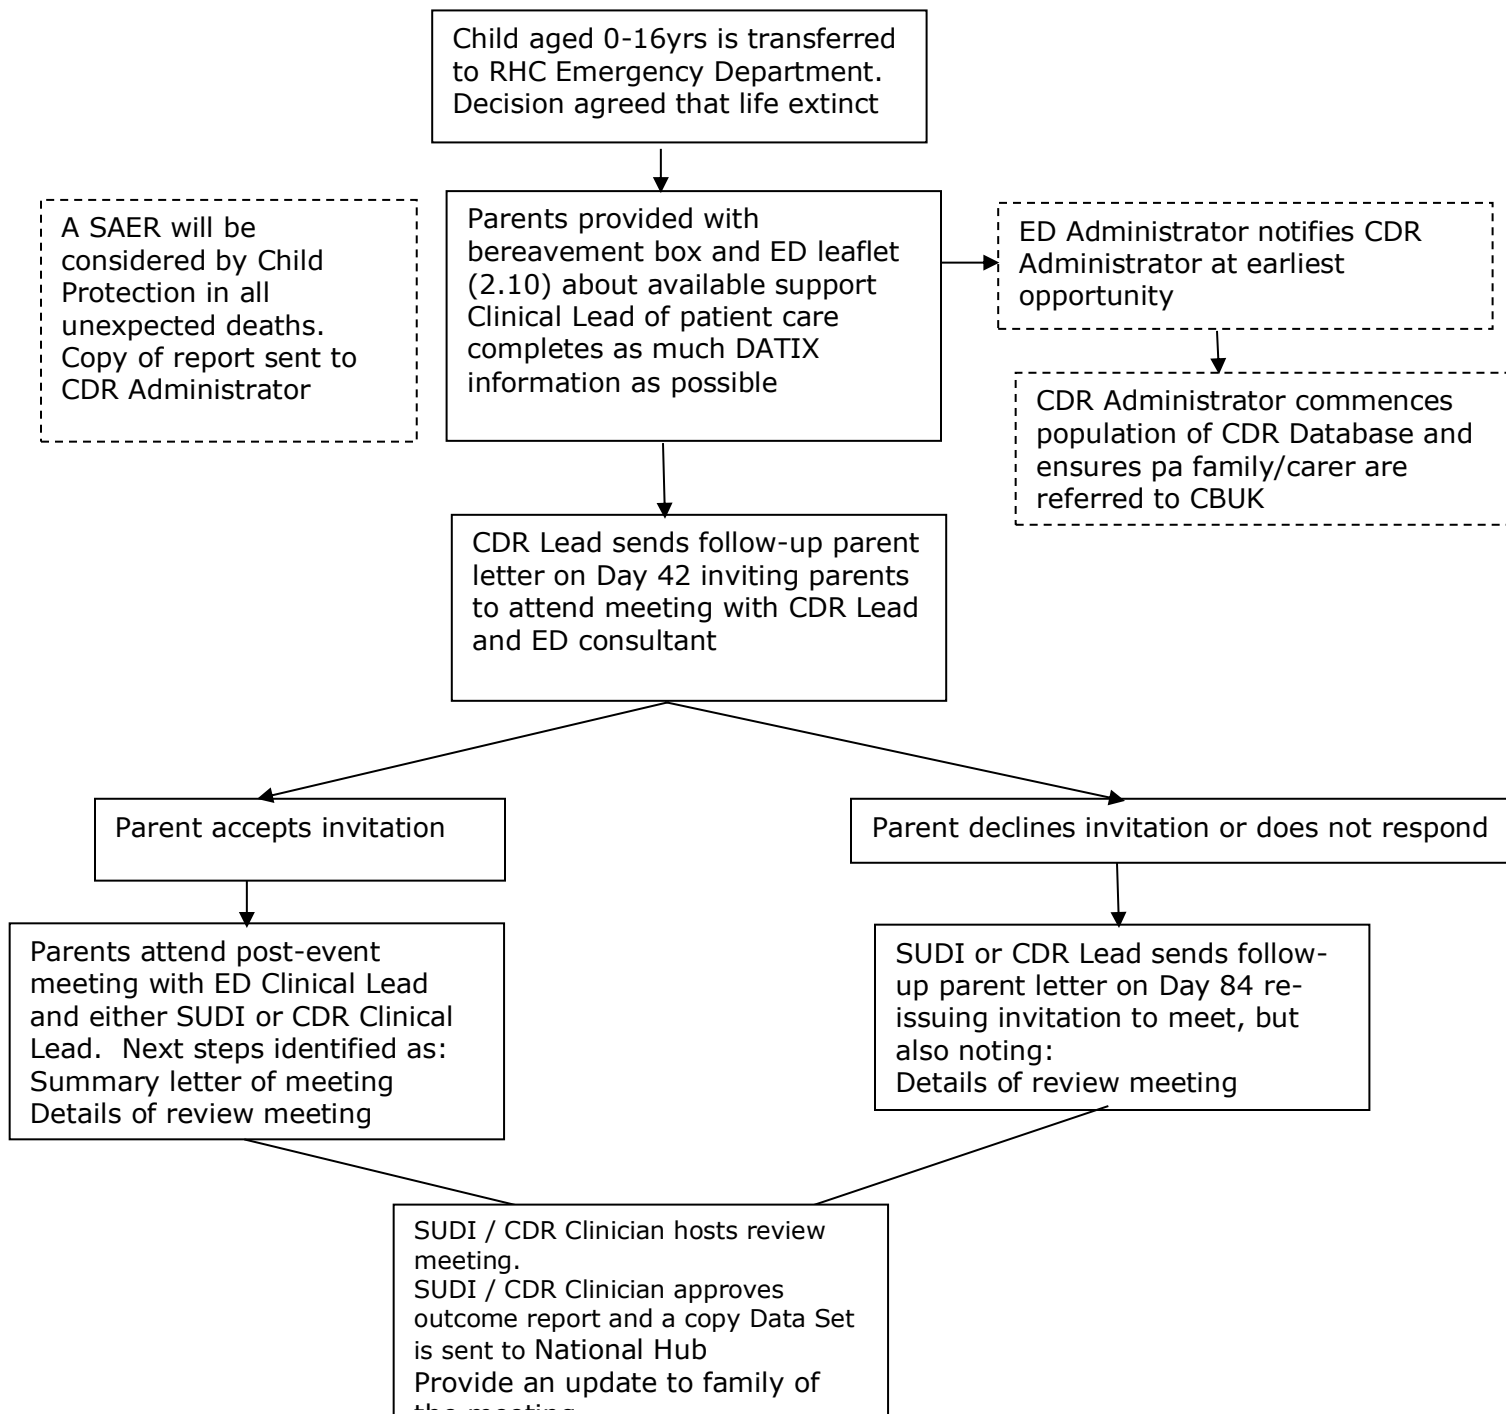 Child aged 0-16yrs is transferred
to RHC Emergency Department.
Decision agreed that life extinct
A SAER will be
considered by Child
Protection in all
unexpected deaths.
Copy of report sent to
CDR Administrator
Parents provided with
bereavement box and ED leaflet
(2.10) about available support
Clinical Lead of patient care
completes as much DATIX
information as possible
ED Administrator notifies CDR
Administrator at earliest
opportunity
CDR Administrator commences
population of CDR Database and
ensures pa family/carer are
referred to CBUK
CDR Lead sends follow-up parent
letter on Day 42 inviting parents
to attend meeting with CDR Lead
and ED consultant
Parent accepts invitation
Parent declines invitation or does not respond
Parents attend post-event
meeting with ED Clinical Lead
and either SUDI or CDR Clinical
Lead.  Next steps identified as:
Summary letter of meeting
Details of review meeting
SUDI or CDR Lead sends follow-
up parent letter on Day 84 re-
issuing invitation to meet, but
also noting:
Details of review meeting
SUDI / CDR Clinician hosts review
meeting.
SUDI / CDR Clinician approves
outcome report and a copy Data Set
is sent to National Hub
Provide an update to family of
the meeting